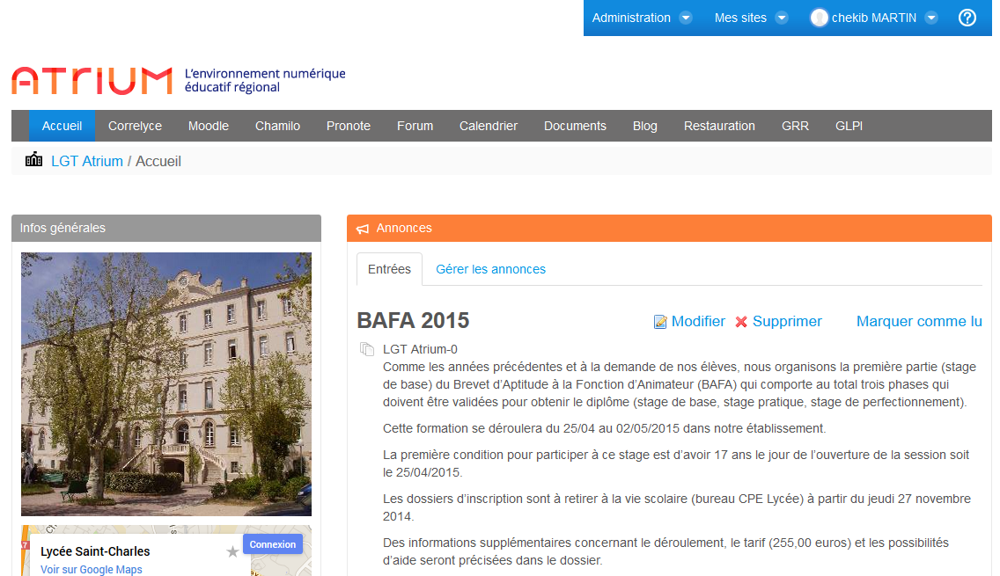 Administration
Mes sites
chekib MARTIN
?
ATRIUM
L'environnement numérique
éducatif régional
Accueil
Correlyce
Moodle
Chamilo
Pronote
Forum
Calendrier
Documents
Blog
Restauration
GRR
GLPI
LGT Atrium / Accueil
Infos générales
Lycée Saint-Charles
Connexion
Voir sur Google Maps
Annonces
Entrées
Gérer les annonces
BAFA 2015
Modifier
Supprimer
Marquer comme lu
LGT Atrium-0
Comme les années précédentes et à la demande de nos élèves, nous organisons la première partie (stage
de base) du Brevet d’Aptitude à la Fonction d’Animateur (BAFA) qui comporte au total trois phases qui
doivent être validées pour obtenir le diplôme (stage de base, stage pratique, stage de perfectionnement).
Cette formation se déroulera du 25/04 au 02/05/2015 dans notre établissement.
La première condition pour participer à ce stage est d’avoir 17 ans le jour de l’ouverture de la session soit
le 25/04/2015.
Les dossiers d’inscription sont à retirer à la vie scolaire (bureau CPE Lycée) à partir du jeudi 27 novembre
2014.
Des informations supplémentaires concernant le déroulement, le tarif (255,00 euros) et les possibilités
d’aide seront précisées dans le dossier.